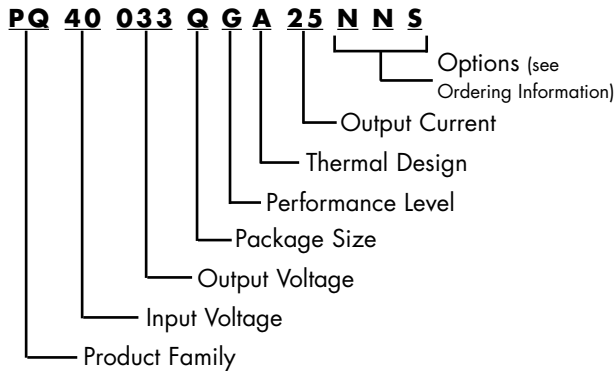 PQ 40 033 Q G A 25 N N S
Options (see
Ordering Information)
Output Current
Thermal Design
Performance Level
Package Size
Output Voltage
Input Voltage
Product Family